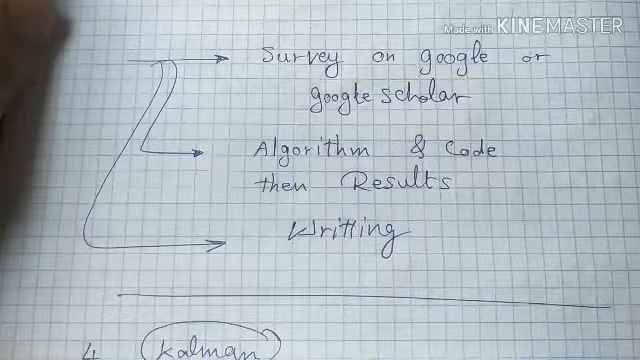 Made with KINEMASTER
Survey on google or
google scholar
Algorithm & Code
then Results
Writting
4 Kalman